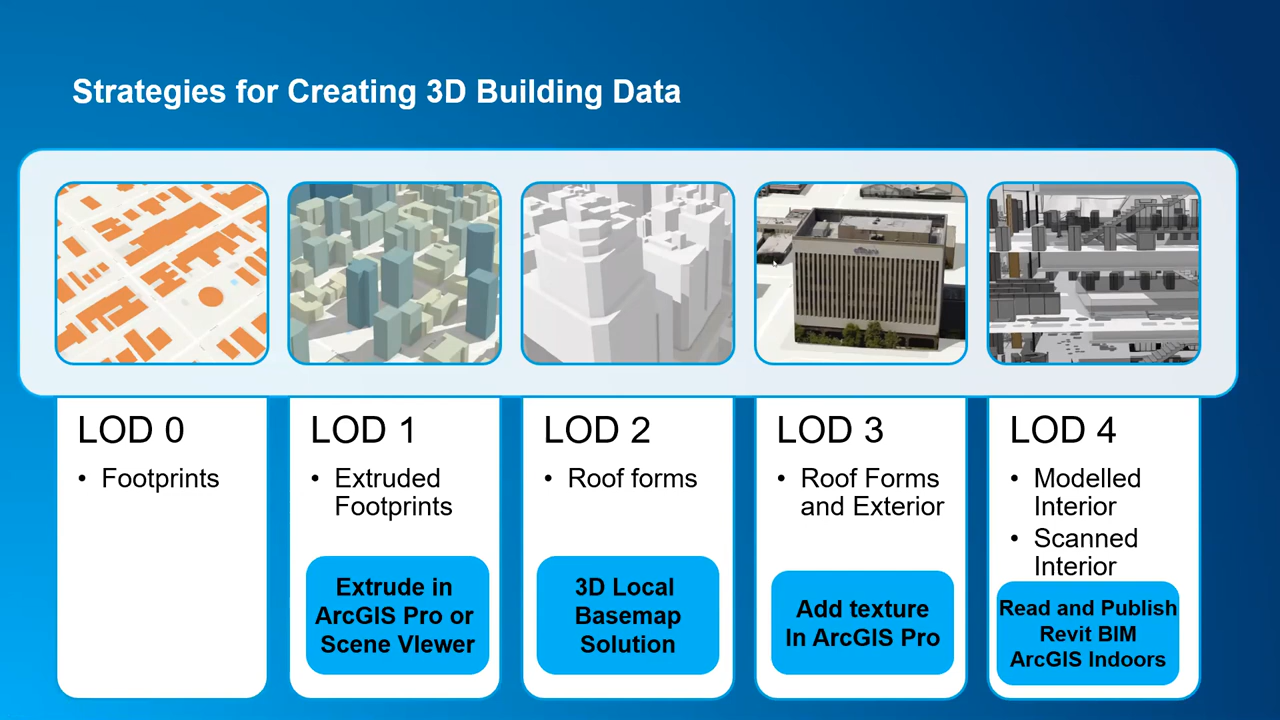 Strategies for Creating 3D Building Data
LOD 0
• Footprints
LOD 1
• Extruded
Footprints
Extrude in
ArcGIS Pro or
Scene VIewer
LOD 2
• Roof forms
3D Local
Basemap
Solution
LOD 3
• Roof Forms
and Exterior
Add texture
In ArcGIS Pro
LOD 4
• Modelled
Interior
• Scanned
Interior
Read and Publish
Revit BIM
ArcGIS Indoors